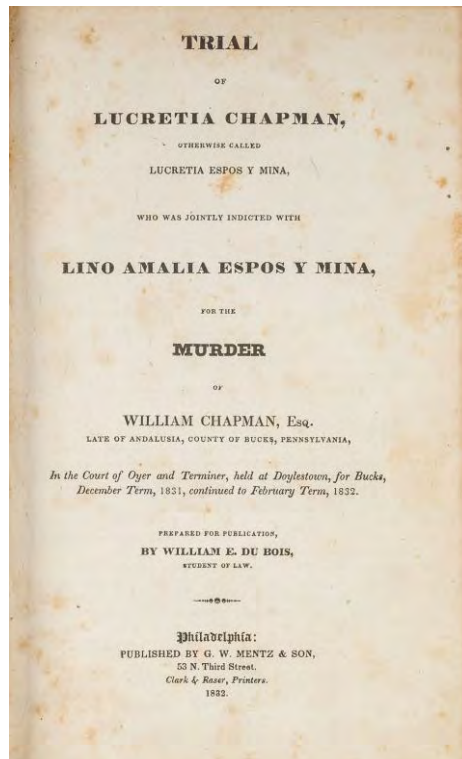 TRIAL
OF
LUCRETIA CHAPMAN,
OTHERWISE CALLED
LUCRETIA ESPOS Y MINA,
WHO WAS JOINTLY INDICTED WITH
LINO AMALIA ESPOS Y MINA,
FOR THE
MURDER
OF
WILLIAM CHAPMAN, Esq.
LATE OF ANDALUSIA, COUNTY OF BUCKS, PENNSYLVANIA,
In the Court of Oyer and Terminer, held at Doylestown, for Bucks,
December Term, 1831, continued to February Term, 1832.
PREPARED FOR PUBLICATION,
BY WILLIAM E. DU BOIS,
STUDENT OF LAW.
Philadelphia:
PUBLISHED BY G. W. MENTZ & SON,
53 N. Third Street.
Clark & Raser, Printers.
1832.